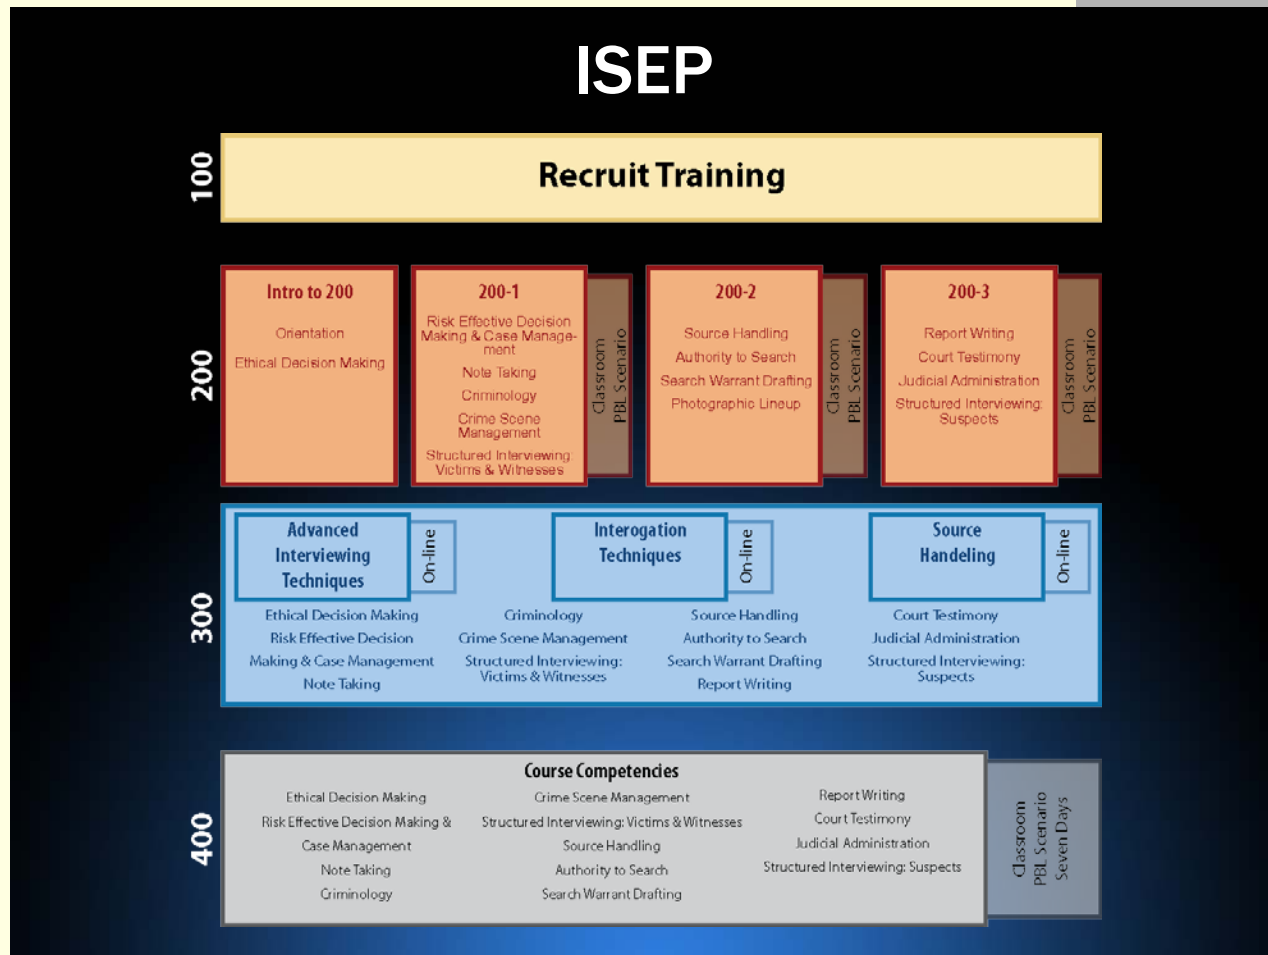 ISEP
100
Recruit Training
200
Intro to 200
Orientation
Ethical Decision Making
200-1
Risk Effective Decision
Making & Case Manage-
ment
Note Taking
Criminology
Crime Scene
Management
Structured Interviewing:
Victims & Witnesses
Classroom
PBL Scenario
200-2
Source Handling
Authority to Search
Search Warrant Drafting
Photographic Lineup
Classroom
PBL Scenario
200-3
Report Writing
Court Testimony
Judicial Administration
Structured Interviewing:
Suspects
Classroom
PBL Scenario
300
Advanced
Interviewing
Techniques
On-line
Interogation
Techniques
On-line
Source
Handeling
On-line
Ethical Decision Making
Risk Effective Decision
Making & Case Management
Note Taking
Criminology
Crime Scene Management
Structured Interviewing:
Victims & Witnesses
Source Handling
Authority to Search
Search Warrant Drafting
Report Writing
Court Testimony
Judicial Administration
Structured Interviewing:
Suspects
400
Course Competencies
Ethical Decision Making
Risk Effective Decision Making &
Case Management
Note Taking
Criminology
Crime Scene Management
Structured Interviewing: Victims & Witnesses
Source Handling
Authority to Search
Search Warrant Drafting
Report Writing
Court Testimony
Judicial Administration
Structured Interviewing: Suspects
Classroom
PBL Scenario
Seven Days